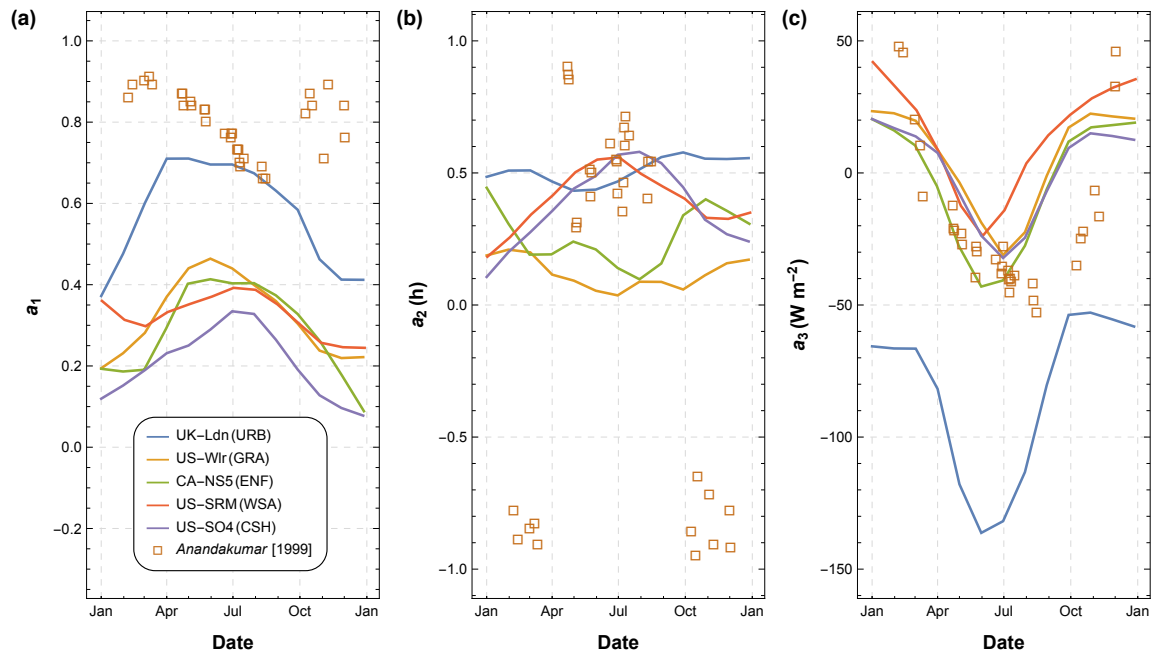 (a)
1.0
0.8
0.6
0.4
0.2
0.0
−0.2
a1
UK−Ldn (URB)
US−Wlr (GRA)
CA−NS5 (ENF)
US−SRM (WSA)
US−SO4 (CSH)
Anandakumar [1999]
Jan Apr Jul Oct Jan
Date
(b)
1.0
0.5
0.0
−0.5
−1.0
a2 (h)
Jan Apr Jul Oct Jan
Date
(c)
50
0
−50
−100
−150
a3 (W m−2)
Jan Apr Jul Oct Jan
Date